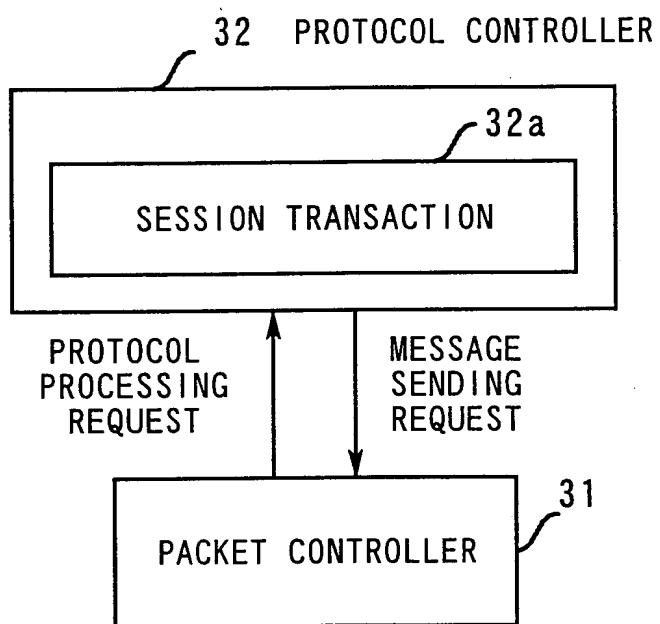 32 PROTOCOL CONTROLLER
32a
SESSION TRANSACTION
PROTOCOL
PROCESSING
REQUEST
MESSAGE
SENDING
REQUEST
31
PACKET CONTROLLER